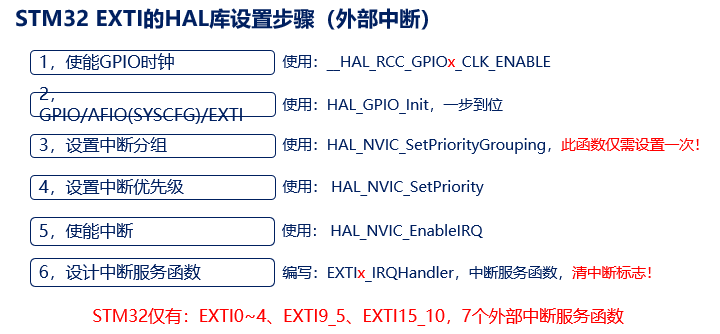 STM32 EXTI的HAL库设置步骤（外部中断）
1，使能GPIO时钟 使用：__HAL_RCC_GPIOx_CLK_ENABLE
2，
GPIO/AFIO(SYSCFG)/EXTI 使用：HAL_GPIO_Init，一步到位
3，设置中断分组 使用：HAL_NVIC_SetPriorityGrouping，此函数仅需设置一次！
4，设置中断优先级 使用： HAL_NVIC_SetPriority
5，使能中断 使用： HAL_NVIC_EnableIRQ
6，设计中断服务函数 编写：EXTIx_IRQHandler，中断服务函数，清中断标志！
STM32仅有：EXTI0~4、EXTI9_5、EXTI15_10，7个外部中断服务函数